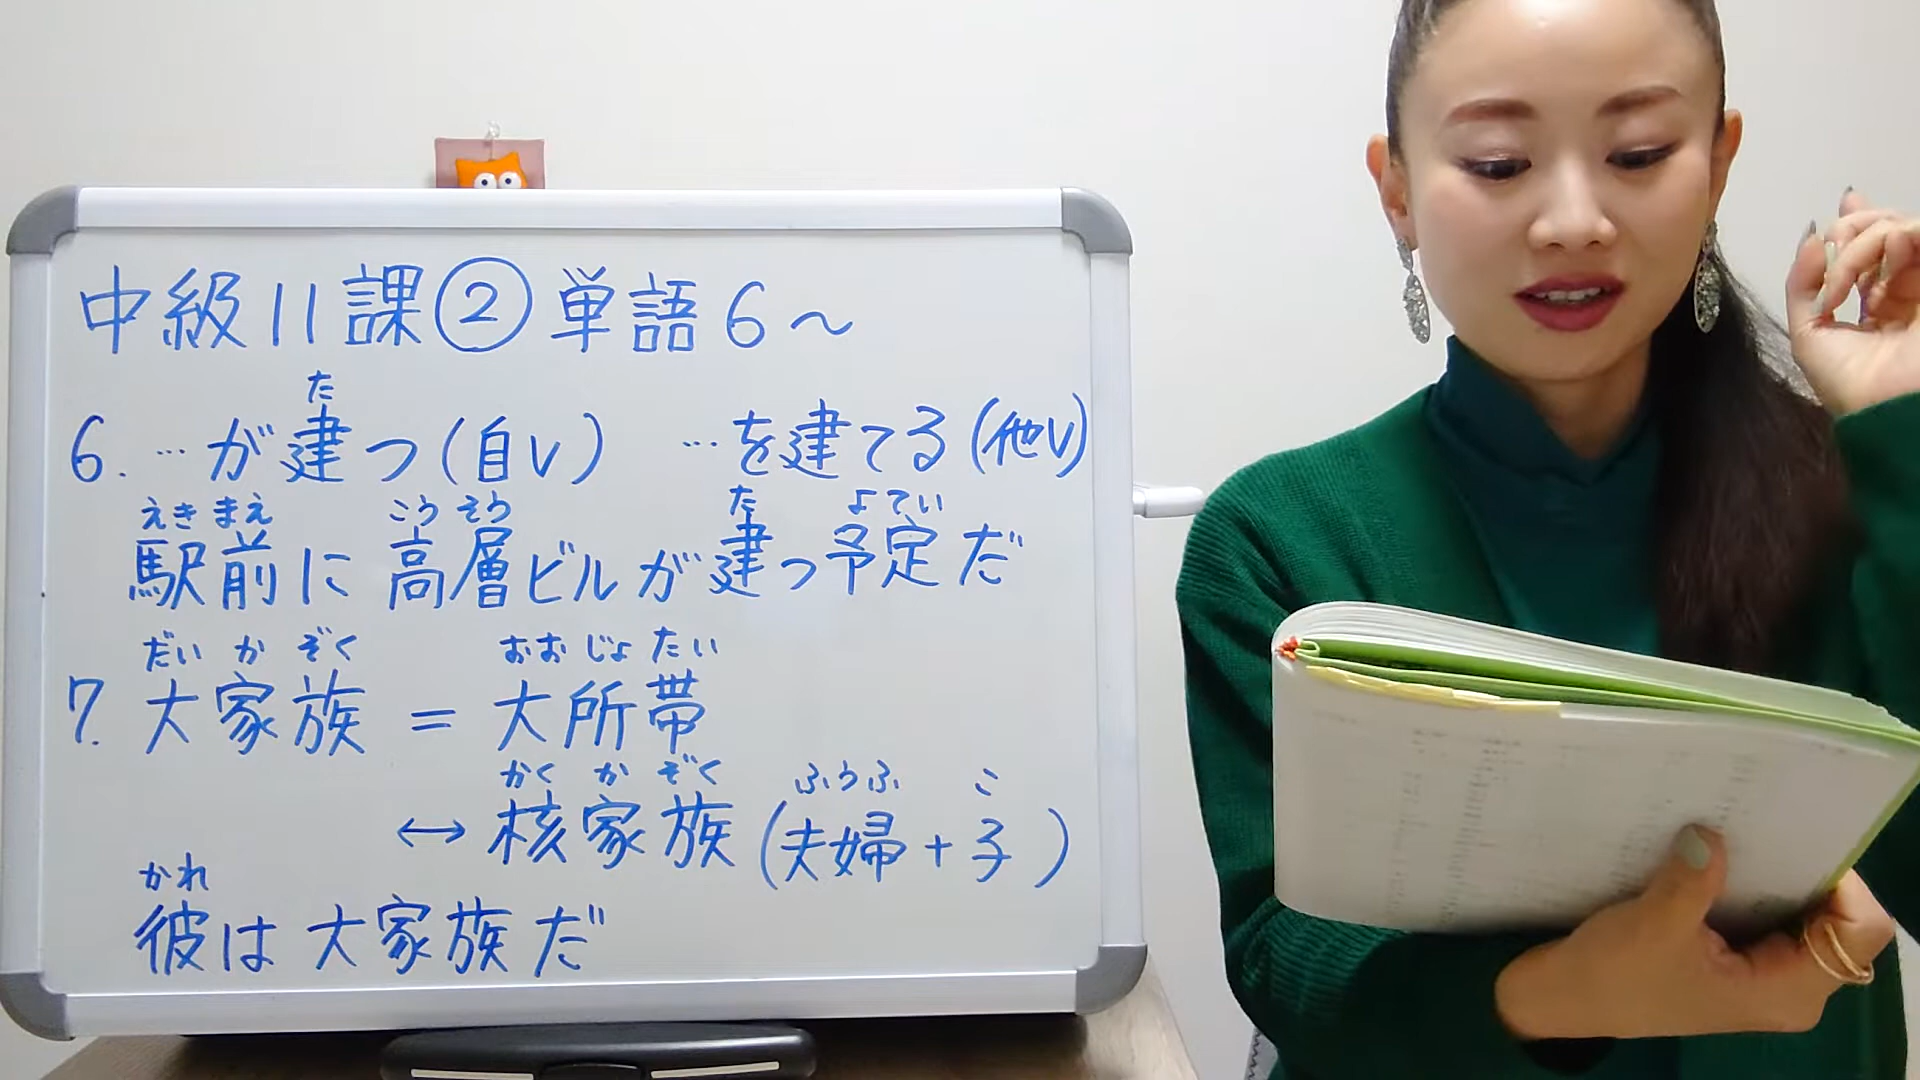 中級11課②単語6～
た
6. …が建つ(自V) …を建てる(他V)
えきまえ こうそう た よてい
駅前に高層ビルが建つ予定だ
だい か ぞく おお じょ たい
7. 大家族 = 大所帯
かく か ぞく ふうふ こ
↔ 核家族 (夫婦+子)
かれ
彼は大家族だ